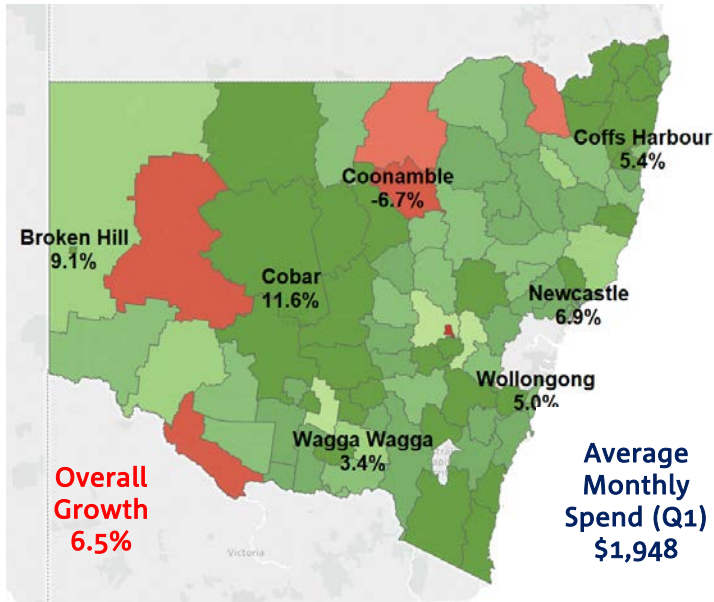 Coffs Harbour
5.4%
Coonamble
-6.7%
Broken Hill
9.1%
Cobar
11.6%
Newcastle
6.9%
Wollongong
5.0%
Wagga Wagga
3.4%
Overall
Growth
6.5%
Average
Monthly
Spend (Q1)
$1,948
Victoria